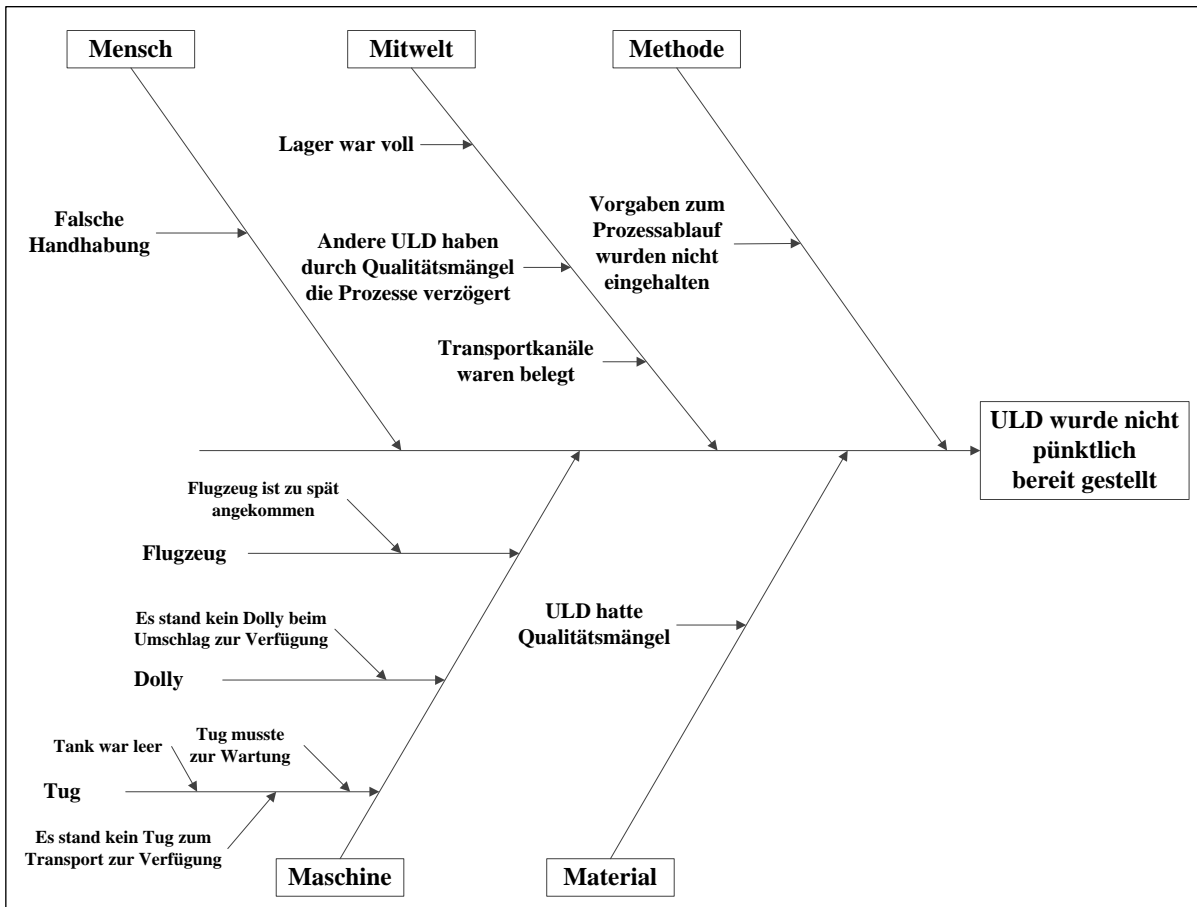 Mensch
Mitwelt
Methode
Lager war voll
Falsche
Handhabung
Andere ULD haben
durch Qualitätsmängel
die Prozesse verzögert
Vorgaben zum
Prozessablauf
wurden nicht
eingehalten
Transportkanäle
waren belegt
ULD wurde nicht
pünktlich
bereit gestellt
Flugzeug ist zu spät
angekommen
Flugzeug
Es stand kein Dolly beim
Umschlag zur Verfügung
Dolly
ULD hatte
Qualitätsmängel
Tank war leer
Tug musste
zur Wartung
Tug
Es stand kein Tug zum
Transport zur Verfügung
Maschine
Material